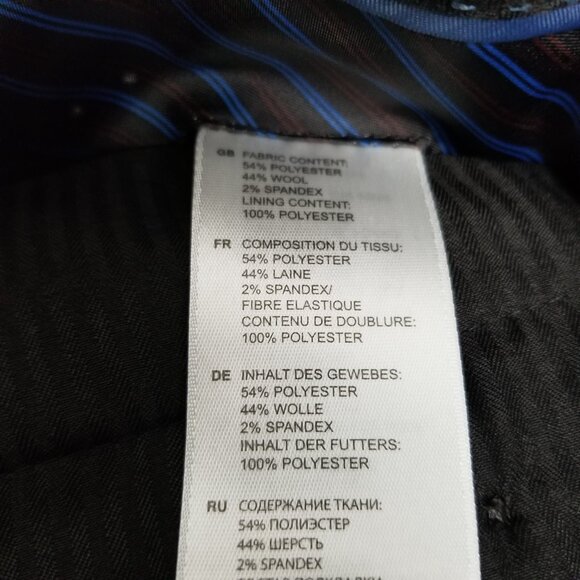 GB FABRIC CONTENT:
54% POLYESTER
44% WOOL
2% SPANDEX
LINING CONTENT:
100% POLYESTER
FR COMPOSITION DU TISSU:
54% POLYESTER
44% LAINE
2% SPANDEX/
FIBRE ELASTIQUE
CONTENU DE DOUBLURE:
100% POLYESTER
DE INHALT DES GEWEBES:
54% POLYESTER
44% WOLLE
2% SPANDEX
INHALT DER FUTTERS:
100% POLYESTER
RU СОДЕРЖАНИЕ ТКАНИ:
54% ПОЛИЭСТЕР
44% ШЕРСТЬ
2% SPANDEX